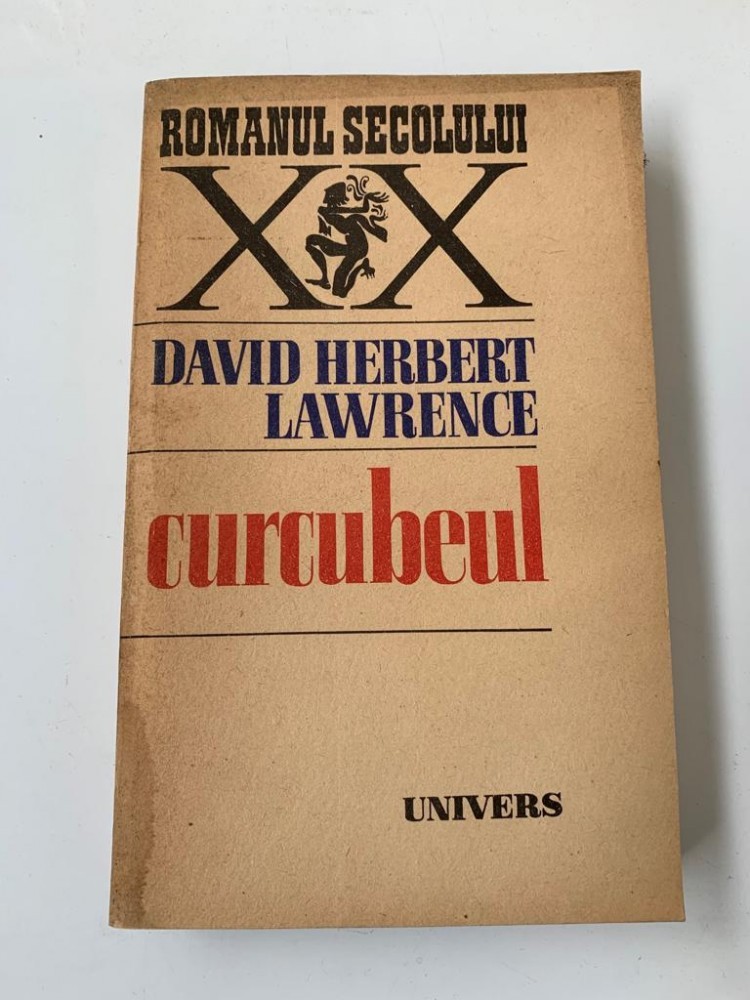 ROMANUL SECOLULUI
XX
DAVID HERBERT
LAWRENCE
curcubeul
UNIVERS